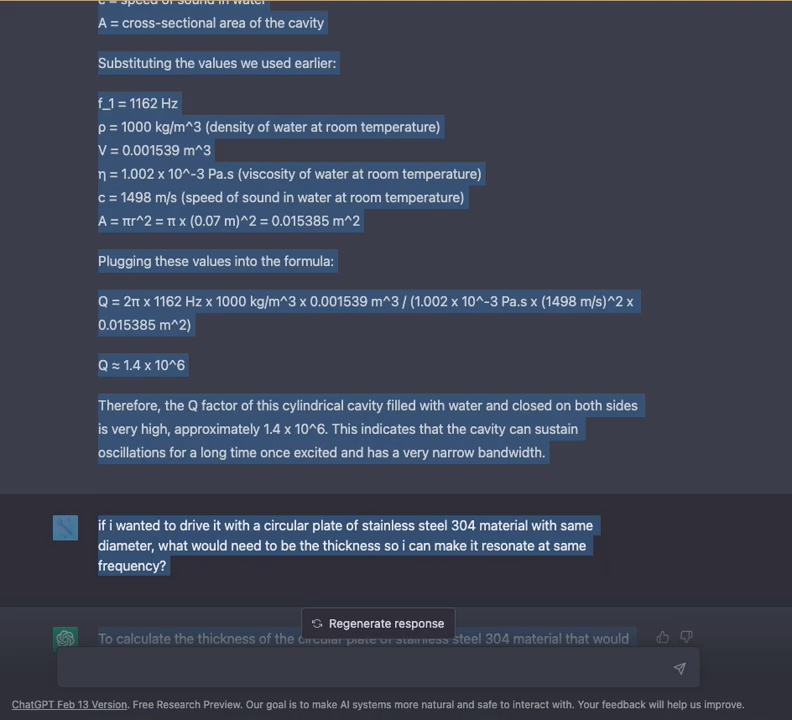 c = speed of sound in water
A = cross-sectional area of the cavity
Substituting the values we used earlier:
f_1 = 1162 Hz
ρ = 1000 kg/m^3 (density of water at room temperature)
V = 0.001539 m^3
η = 1.002 x 10^-3 Pa.s (viscosity of water at room temperature)
c = 1498 m/s (speed of sound in water at room temperature)
A = πr^2 = π x (0.07 m)^2 = 0.015385 m^2
Plugging these values into the formula:
Q = 2π x 1162 Hz x 1000 kg/m^3 x 0.001539 m^3 / (1.002 x 10^-3 Pa.s x (1498 m/s)^2 x
0.015385 m^2)
Q ≈ 1.4 x 10^6
Therefore, the Q factor of this cylindrical cavity filled with water and closed on both sides
is very high, approximately 1.4 x 10^6. This indicates that the cavity can sustain
oscillations for a long time once excited and has a very narrow bandwidth.
if i wanted to drive it with a circular plate of stainless steel 304 material with same
diameter, what would need to be the thickness so i can make it resonate at same
frequency?
Regenerate response
To calculate the thickness of the circular plate of stainless steel 304 material that would
ChatGPT Feb 13 Version. Free Research Preview. Our goal is to make AI systems more natural and safe to interact with. Your feedback will help us improve.